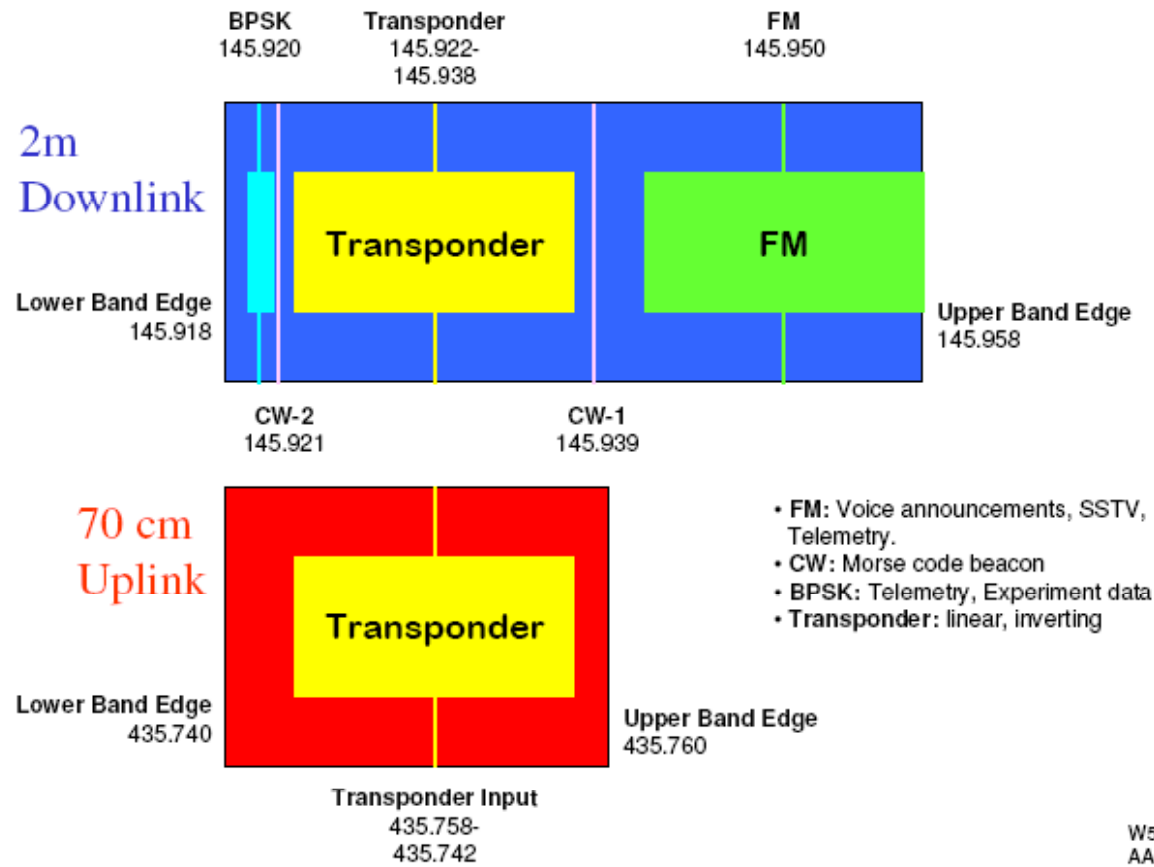 BPSK
145.920
Transponder
145.922-
145.938
FM
145.950
2m
Downlink
Transponder
FM
Lower Band Edge
145.918
Upper Band Edge
145.958
CW-2
145.921
CW-1
145.939
70 cm
Uplink
Transponder
• FM: Voice announcements, SSTV,
Telemetry.
• CW: Morse code beacon
• BPSK: Telemetry, Experiment data
• Transponder: linear, inverting
Lower Band Edge
435.740
Upper Band Edge
435.760
Transponder Input
435.758-
435.742
W5
AA